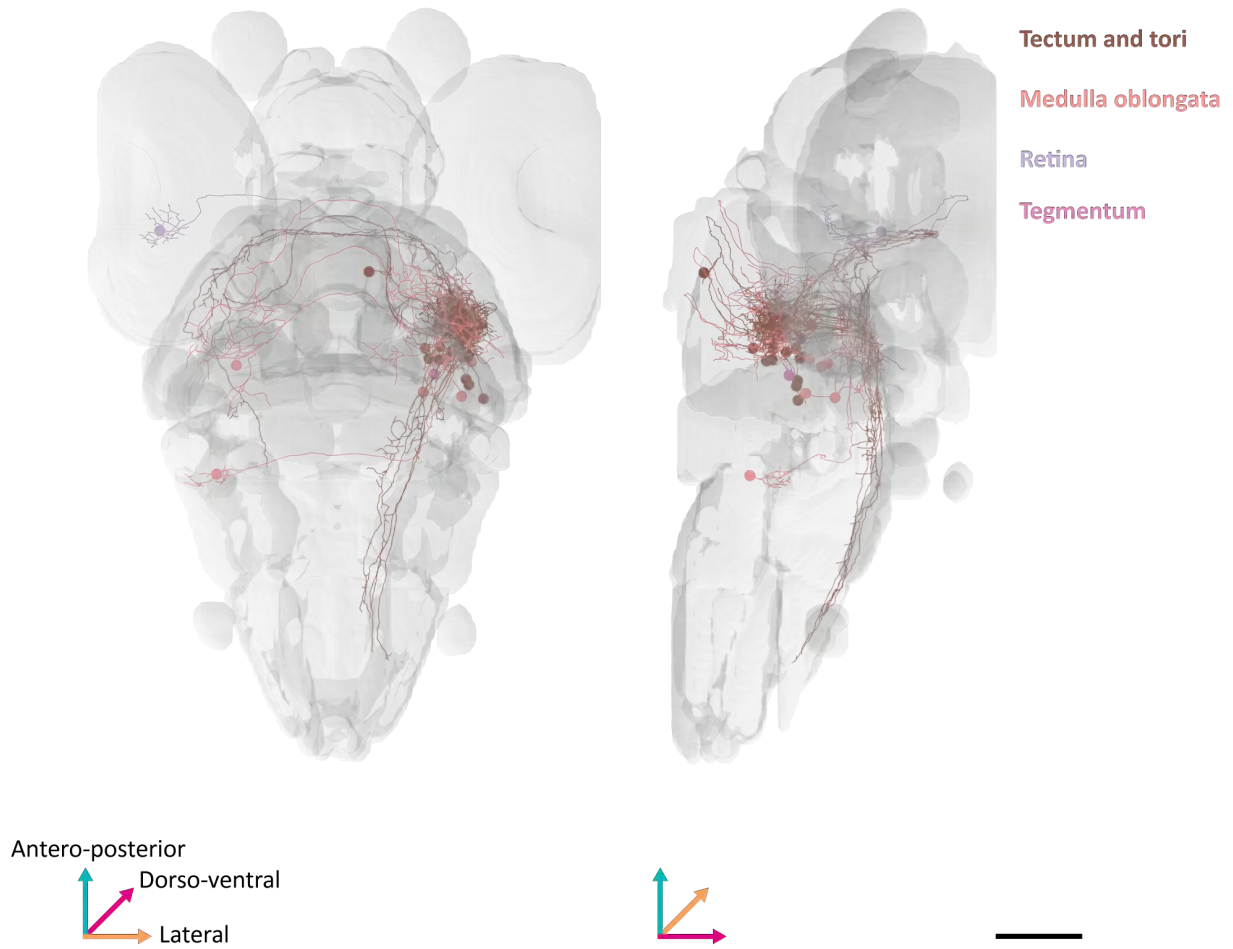 Tectum and tori
Medulla oblongata
Retina
Tegmentum
Antero-posterior
Dorso-ventral
Lateral